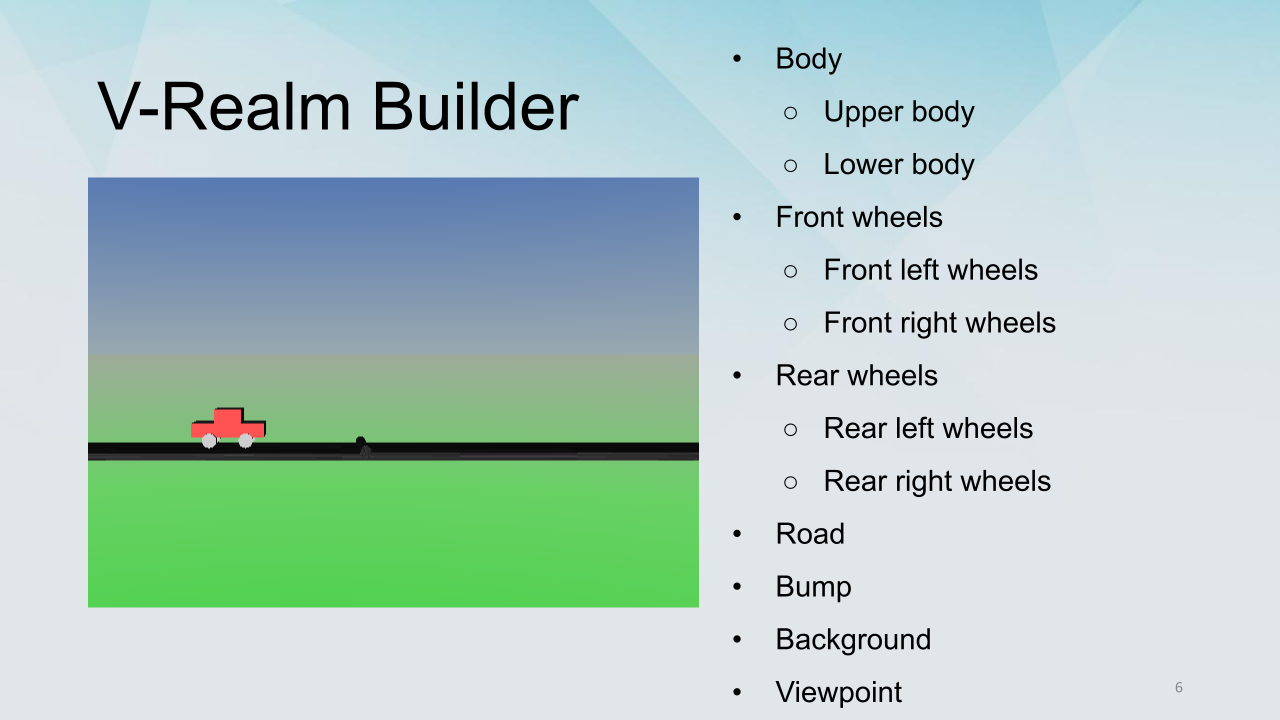 V-Realm Builder
• Body
○ Upper body
○ Lower body
• Front wheels
○ Front left wheels
○ Front right wheels
• Rear wheels
○ Rear left wheels
○ Rear right wheels
• Road
• Bump
• Background
• Viewpoint
6